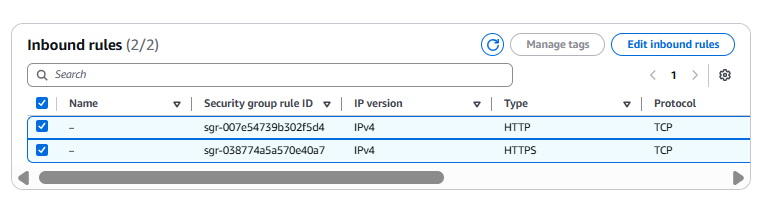 Inbound rules (2/2)
Manage tags
Edit inbound rules
Search
1
Name Security group rule ID IP version Type Protocol
– sgr-007e54739b302f5d4 IPv4 HTTP TCP
– sgr-038774a5a570e40a7 IPv4 HTTPS TCP